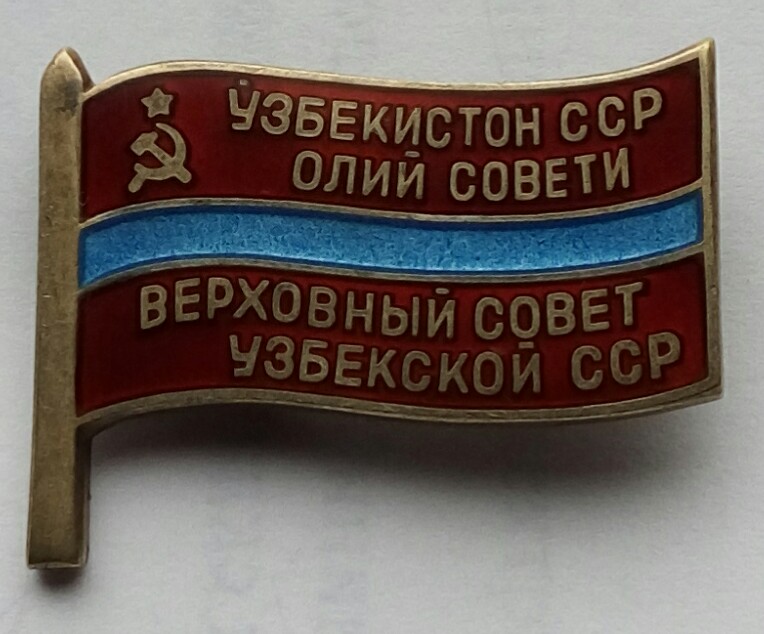 ЎЗБЕКИСТОН ССР
ОЛИЙ СОВЕТИ
ВЕРХОВНЫЙ СОВЕТ
УЗБЕКСКОЙ ССР